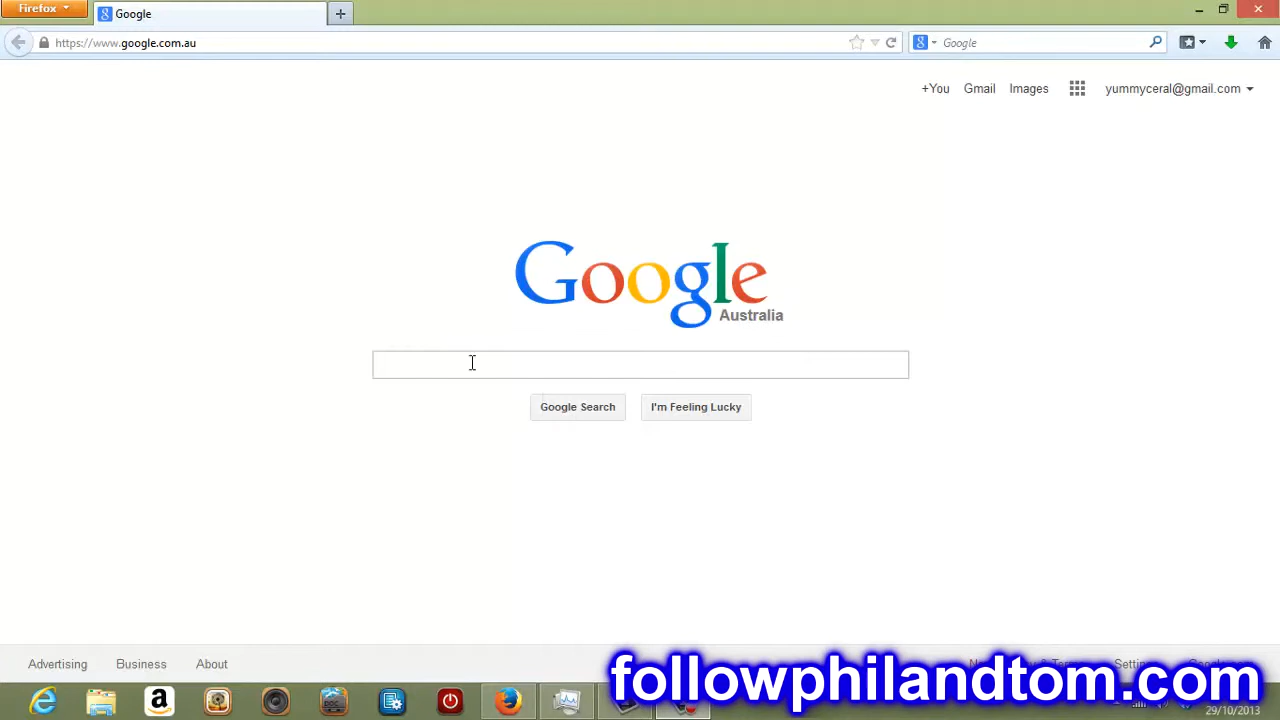 Firefox
Google
https://www.google.com.au
Google
+You Gmail Images yummyceral@gmail.com
Google
Australia
Google Search I'm Feeling Lucky
Advertising Business About
followphilandtom.com
DOC
29/10/2013